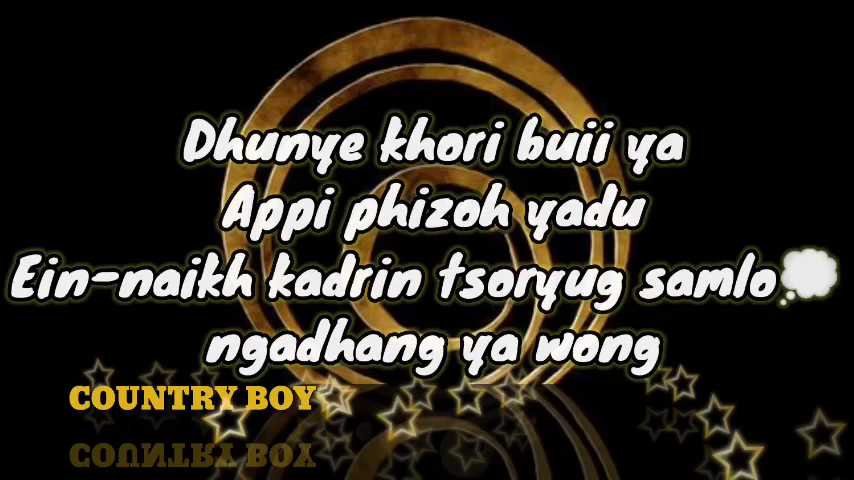 Dhunye khori buii ya
Appi phizoh yadu
Ein-naikh kadrin tsoryug samlo💭
ngadhang ya wong
COUNTRY BOY
COUNTRY BOY